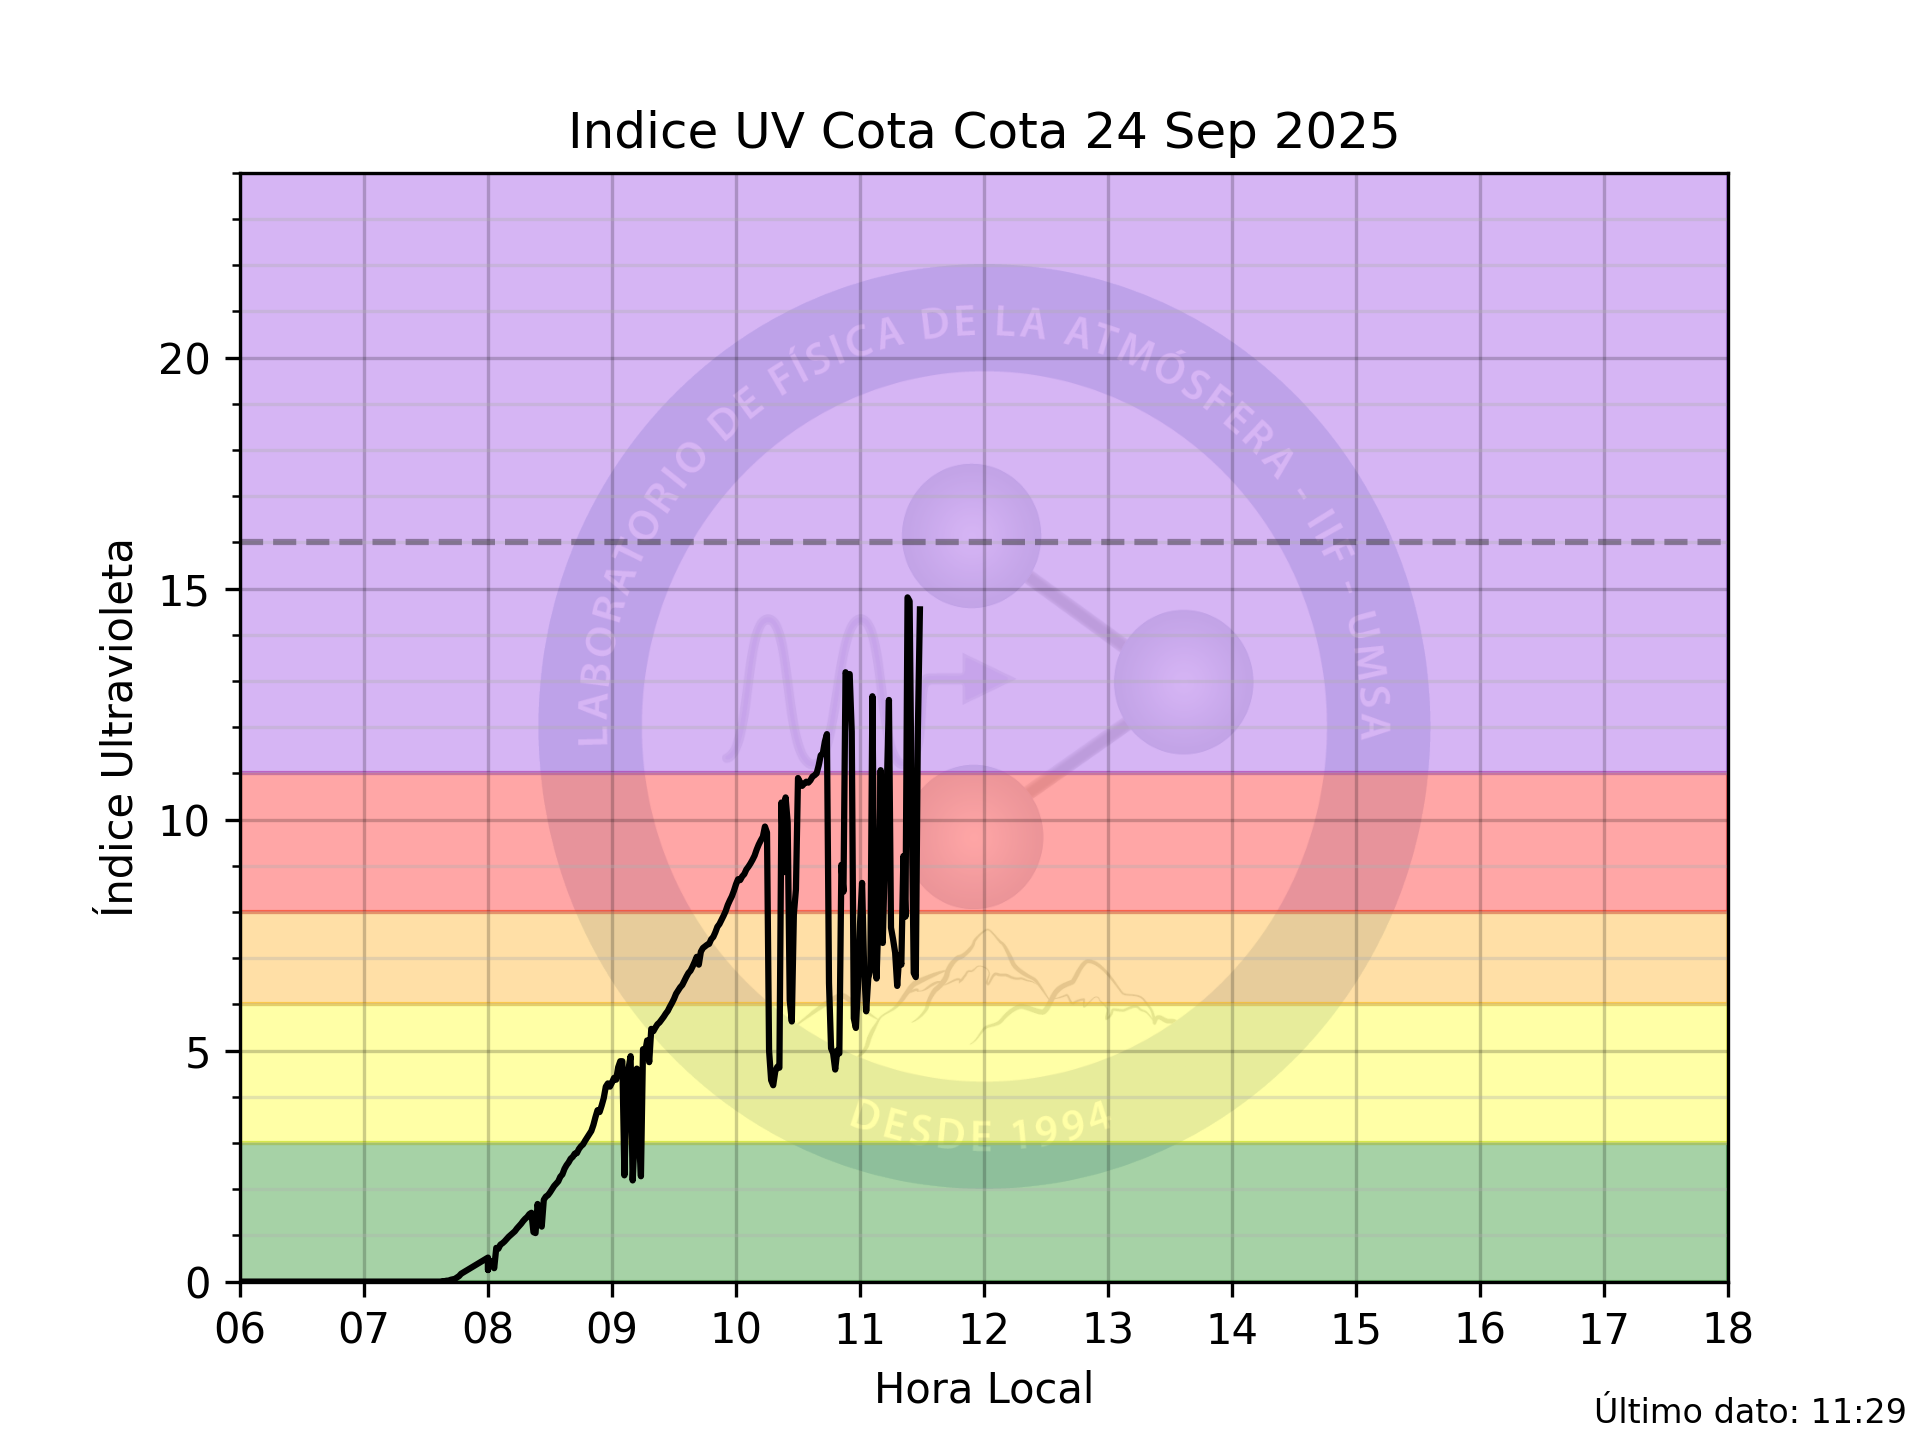 Indice UV Cota Cota 24 Sep 2025
LABORATORIO DE FÍSICA DE LA ATMÓSFERA - IIF - UMSA
DESDE 1994
Índice Ultravioleta
20
15
10
5
0
06 07 08 09 10 11 12 13 14 15 16 17 18
Hora Local
Último dato: 11:29